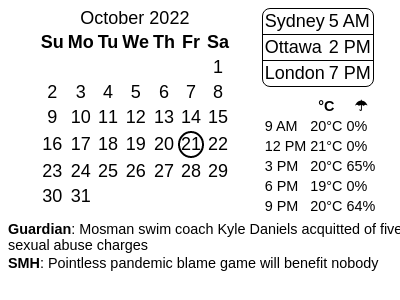 October 2022
Su Mo Tu We Th Fr Sa
1
2 3 4 5 6 7 8
9 10 11 12 13 14 15
16 17 18 19 20 21 22
23 24 25 26 27 28 29
30 31
Sydney 5 AM
Ottawa 2 PM
London 7 PM
°C ☂
9 AM 20°C 0%
12 PM 21°C 0%
3 PM 20°C 65%
6 PM 19°C 0%
9 PM 20°C 64%
Guardian: Mosman swim coach Kyle Daniels acquitted of five
sexual abuse charges
SMH: Pointless pandemic blame game will benefit nobody